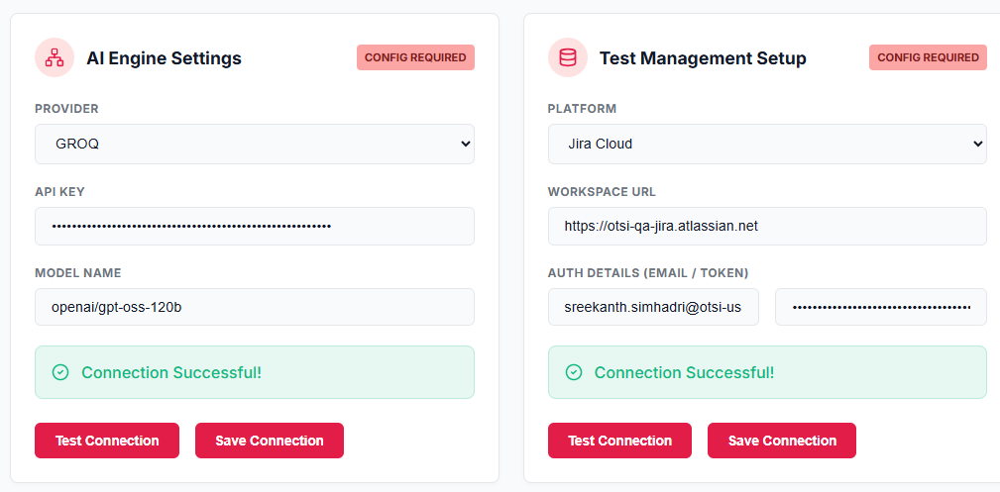 AI Engine Settings
CONFIG REQUIRED
PROVIDER
GROQ
API KEY
MODEL NAME
openai/gpt-oss-120b
Connection Successful!
Test Connection
Save Connection
Test Management Setup
CONFIG REQUIRED
PLATFORM
Jira Cloud
WORKSPACE URL
https://otsi-qa-jira.atlassian.net
AUTH DETAILS (EMAIL / TOKEN)
sreekanth.simhadri@otsi-us
Connection Successful!
Test Connection
Save Connection